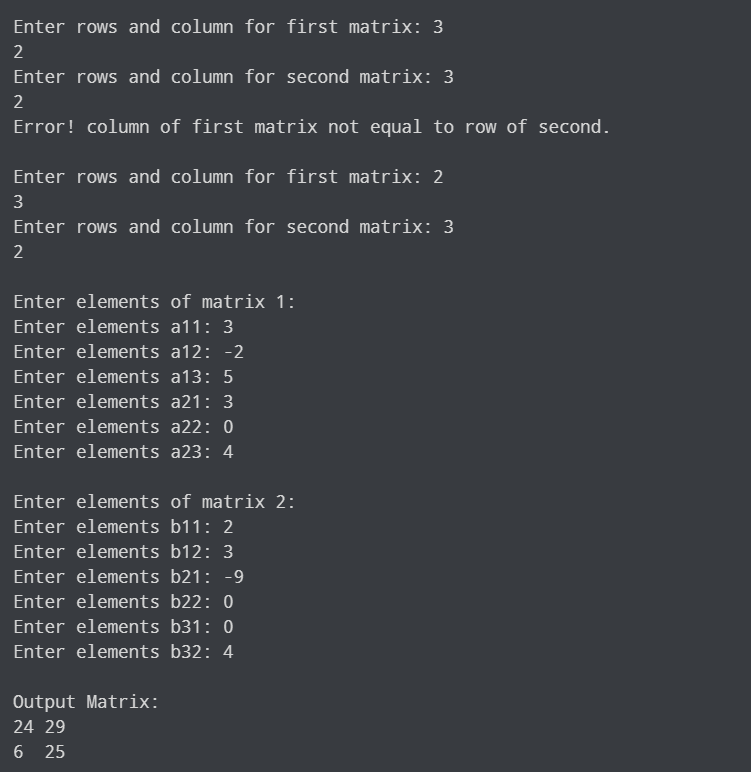 Enter rows and column for first matrix: 3
2
Enter rows and column for second matrix: 3
2
Error! column of first matrix not equal to row of second.

Enter rows and column for first matrix: 2
3
Enter rows and column for second matrix: 3
2

Enter elements of matrix 1:
Enter elements a11: 3
Enter elements a12: -2
Enter elements a13: 5
Enter elements a21: 3
Enter elements a22: 0
Enter elements a23: 4

Enter elements of matrix 2:
Enter elements b11: 2
Enter elements b12: 3
Enter elements b21: -9
Enter elements b22: 0
Enter elements b31: 0
Enter elements b32: 4

Output Matrix:
24 29
6  25